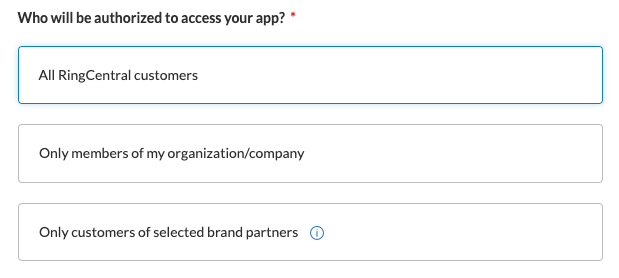 Who will be authorized to access your app? *
All RingCentral customers
Only members of my organization/company
Only customers of selected brand partners